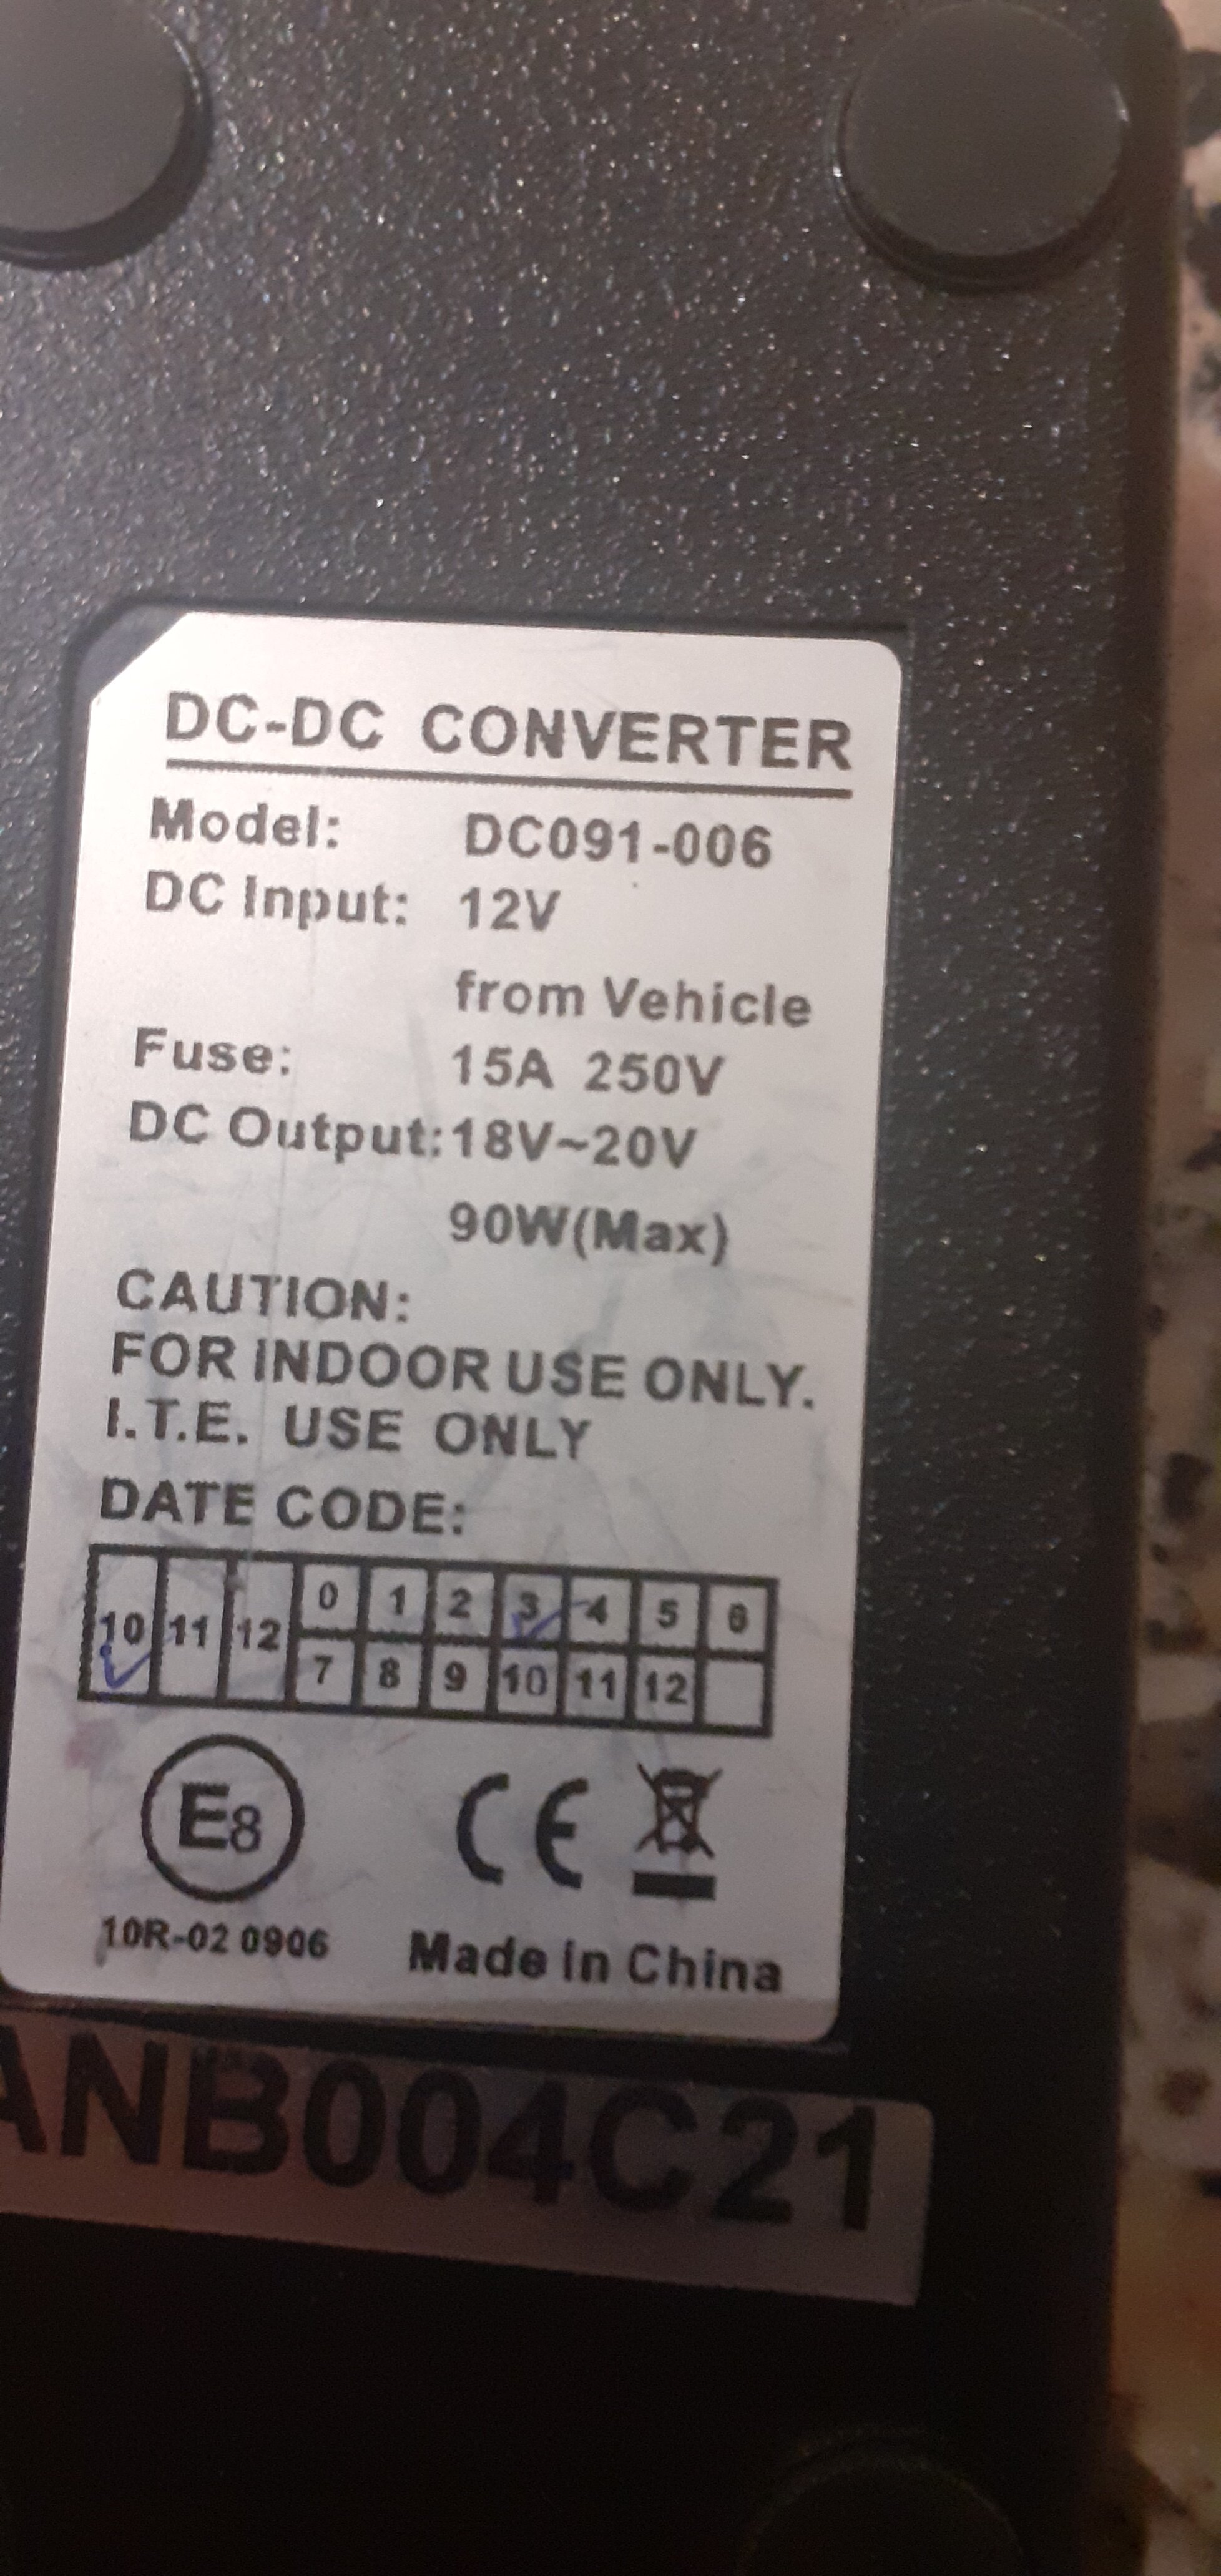 DC-DC CONVERTER
Model: DC091-006
DC Input: 12V
from Vehicle
Fuse: 15A 250V
DC Output: 18V~20V
90W(Max)
CAUTION:
FOR INDOOR USE ONLY.
I.T.E. USE ONLY
DATE CODE:
10 11 12 0 1 2 3 4 5 6
7 8 9 10 11 12
E8 CE
10R-02 0906 Made in China
ANB004C21